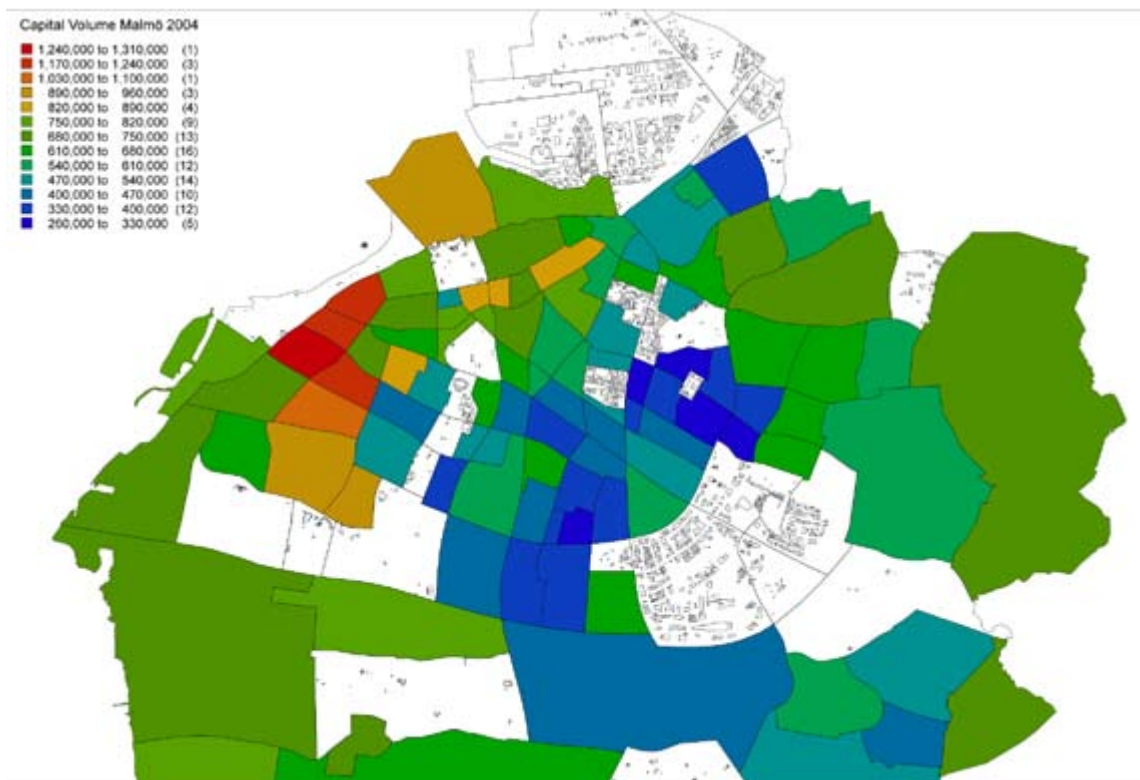 Capital Volume Malmö 2004
1,240,000 to 1,310,000 (1)
1,170,000 to 1,240,000 (3)
1,030,000 to 1,100,000 (1)
890,000 to 960,000 (3)
820,000 to 890,000 (4)
750,000 to 820,000 (9)
680,000 to 750,000 (13)
610,000 to 680,000 (16)
540,000 to 610,000 (12)
470,000 to 540,000 (14)
400,000 to 470,000 (10)
330,000 to 400,000 (12)
260,000 to 330,000 (5)